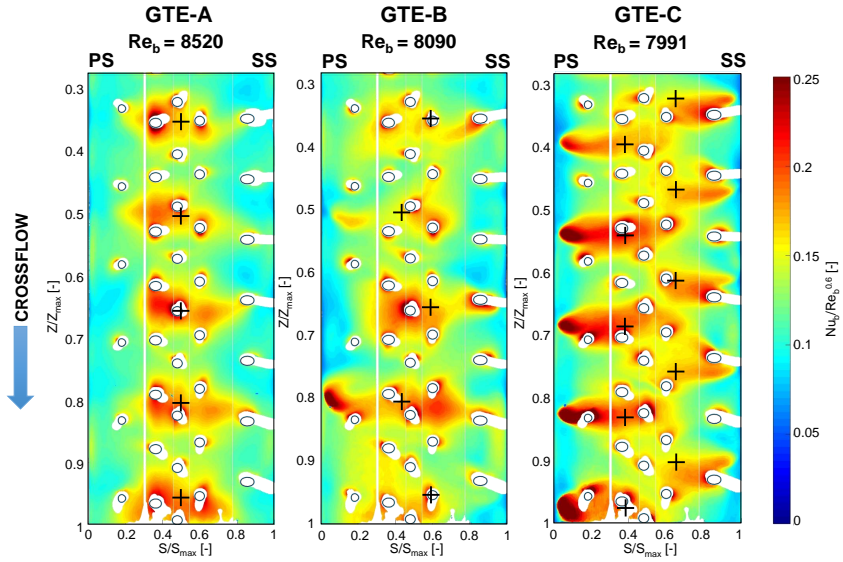 GTE-A
GTE-B
GTE-C
Re_b = 8520
Re_b = 8090
Re_b = 7991
PS SS
PS SS
PS SS
CROSSFLOW
Z/Z_max [-]
0.3
0.4
0.5
0.6
0.7
0.8
0.9
1
0 0.2 0.4 0.6 0.8 1
S/S_max [-]
Z/Z_max [-]
0.3
0.4
0.5
0.6
0.7
0.8
0.9
1
0 0.2 0.4 0.6 0.8 1
S/S_max [-]
Z/Z_max [-]
0.3
0.4
0.5
0.6
0.7
0.8
0.9
1
0 0.2 0.4 0.6 0.8 1
S/S_max [-]
0.25
0.2
0.15
0.1
0.05
0
Nu_b/Re_b^0.6 [-]